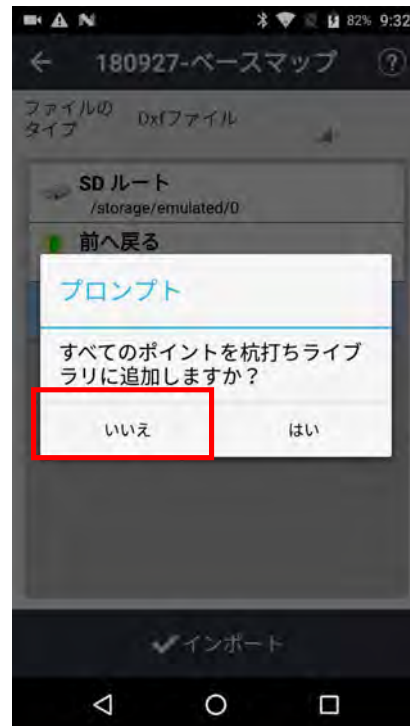 82% 9:32
180927-ベースマップ ?
ファイルの
タイプ
Dxfファイル
SD ルート
/storage/emulated/0
前へ戻る
プロンプト
すべてのポイントを杭打ちライブ
ラリに追加しますか？
いいえ はい
インポート